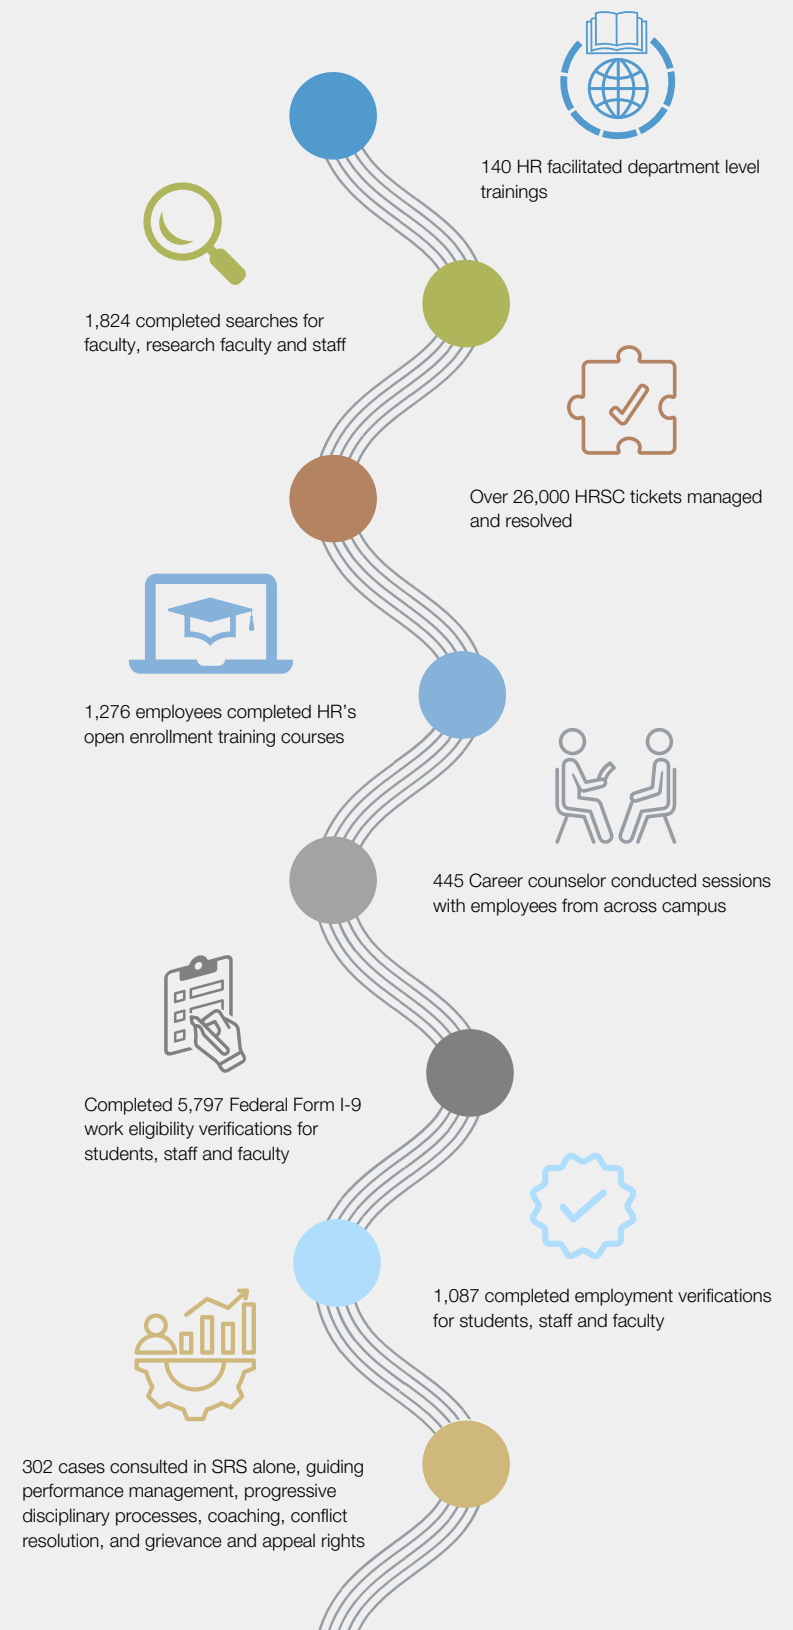 140 HR facilitated department level
trainings
1,824 completed searches for
faculty, research faculty and staff
Over 26,000 HRSC tickets managed
and resolved
1,276 employees completed HR’s
open enrollment training courses
445 Career counselor conducted sessions
with employees from across campus
Completed 5,797 Federal Form I-9
work eligibility verifications for
students, staff and faculty
1,087 completed employment verifications
for students, staff and faculty
302 cases consulted in SRS alone, guiding
performance management, progressive
disciplinary processes, coaching, conflict
resolution, and grievance and appeal rights